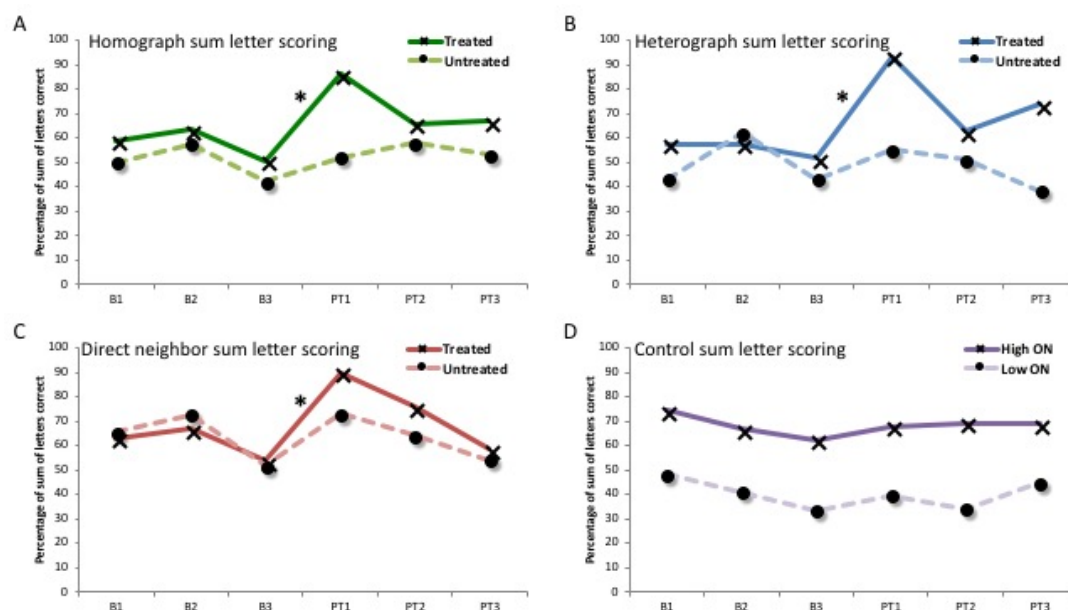 A
Homograph sum letter scoring
Treated
Untreated
Percentage of sum of letters correct
100
90
80
70
60
50
40
30
20
10
0
*
B1 B2 B3 PT1 PT2 PT3
B
Heterograph sum letter scoring
Treated
Untreated
Percentage of sum of letters correct
100
90
80
70
60
50
40
30
20
10
0
*
B1 B2 B3 PT1 PT2 PT3
C
Direct neighbor sum letter scoring
Treated
Untreated
Percentage of sum of letters correct
100
90
80
70
60
50
40
30
20
10
0
*
B1 B2 B3 PT1 PT2 PT3
D
Control sum letter scoring
High ON
Low ON
Percentage of sum of letters correct
100
90
80
70
60
50
40
30
20
10
0
B1 B2 B3 PT1 PT2 PT3